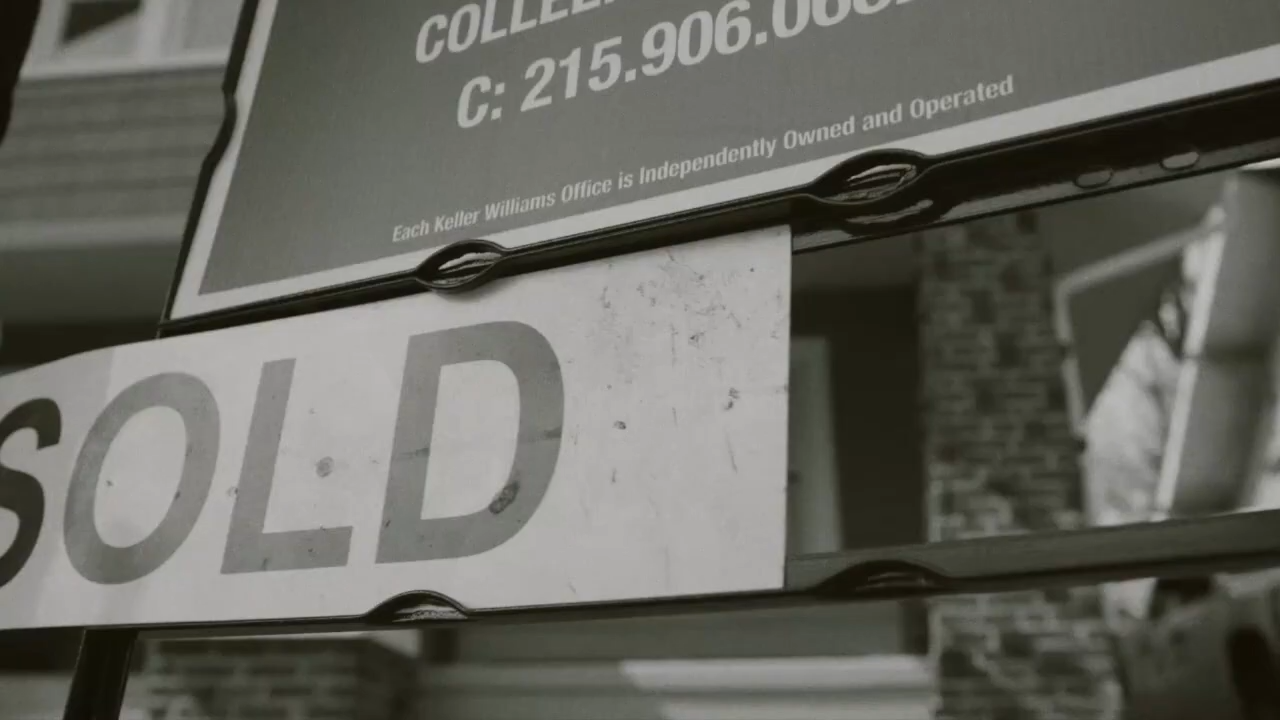 C: 215.906.
Each Keller Williams Office is Independently Owned and Operated
SOLD